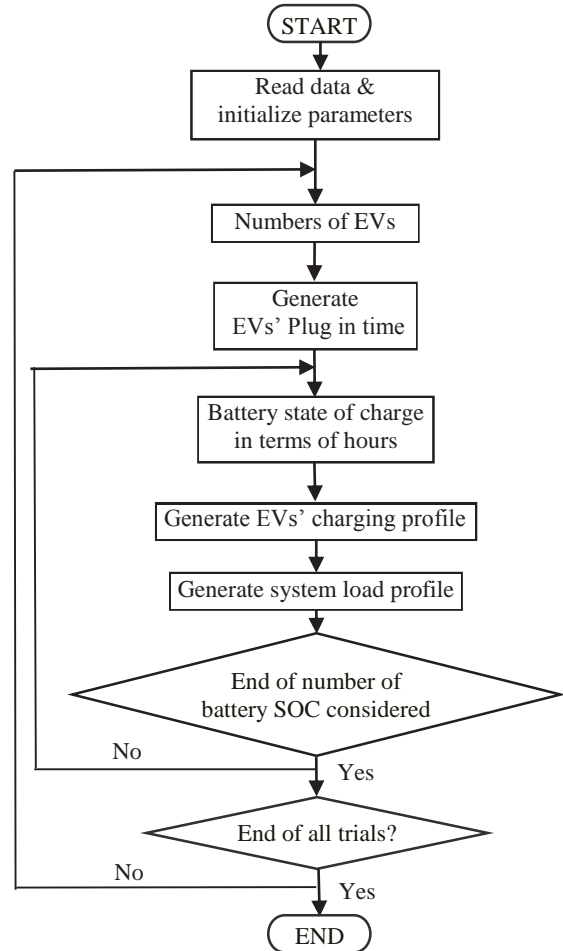 START
Read data &
initialize parameters
Numbers of EVs
Generate
EVs' Plug in time
Battery state of charge
in terms of hours
Generate EVs' charging profile
Generate system load profile
End of number of
battery SOC considered
No
Yes
End of all trials?
No
Yes
END